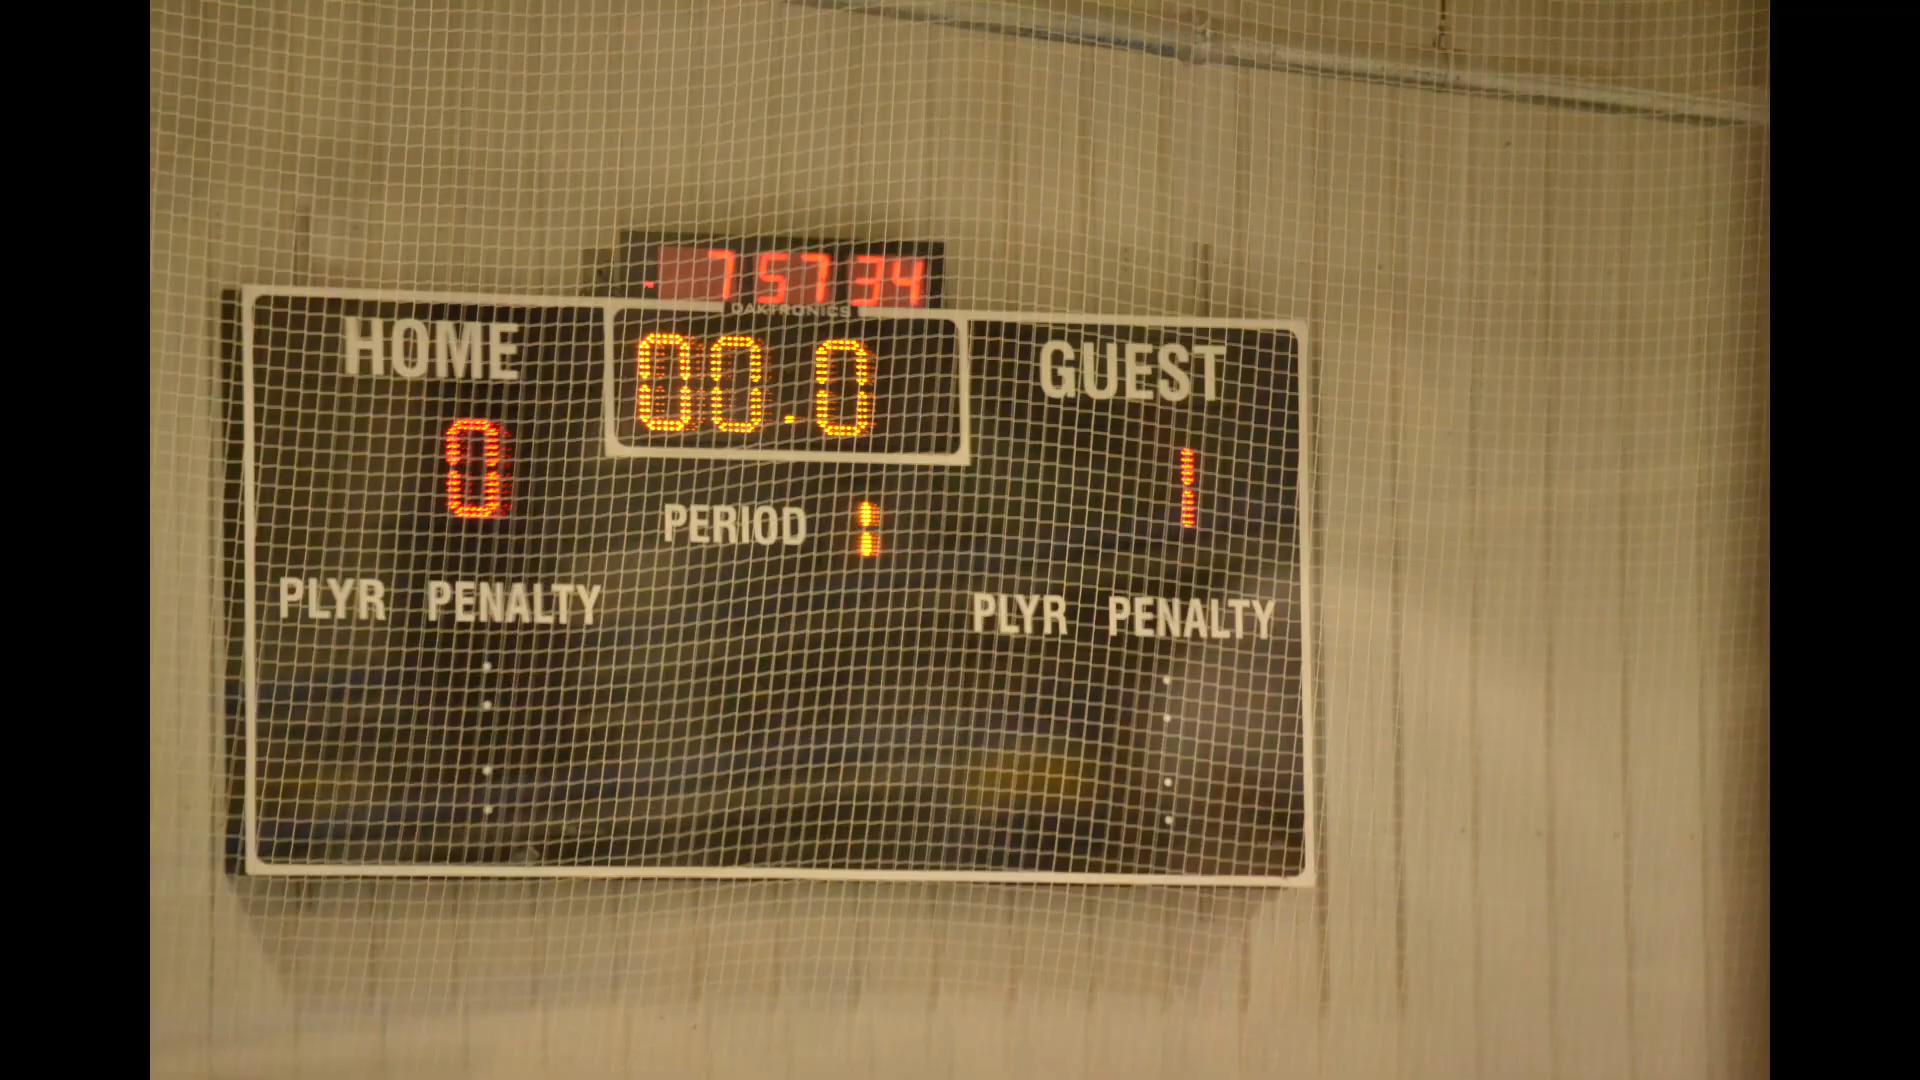 7 57 34
DAKTRONICS
HOME 00.0 GUEST
0 1
PERIOD 1
PLYR PENALTY PLYR PENALTY